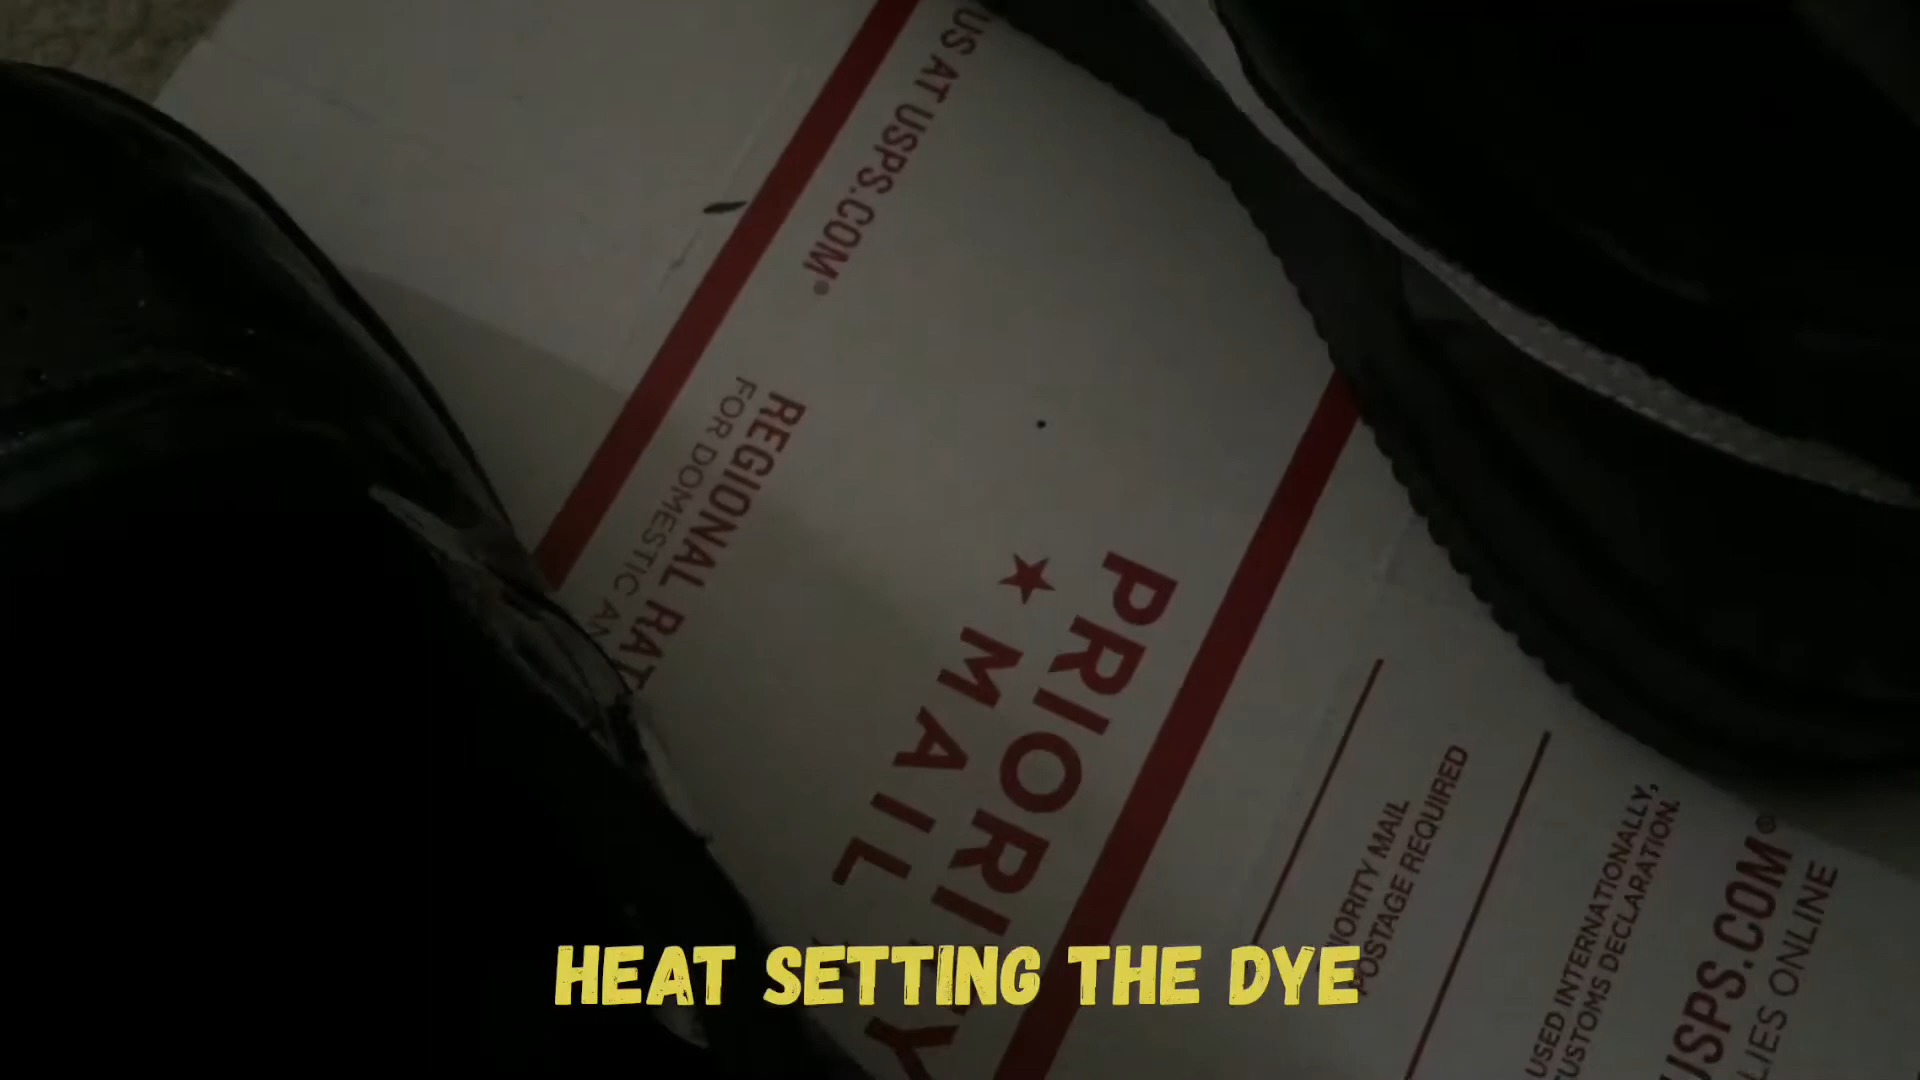 US AT USPS.COM®
REGIONAL RAT
FOR DOMESTIC AN
PRIORITY
★ MAIL
ORITY MAIL
POSTAGE REQUIRED
USED INTERNATIONALLY,
CUSTOMS DECLARATION.
USPS.COM®
LIES ONLINE
HEAT SETTING THE DYE